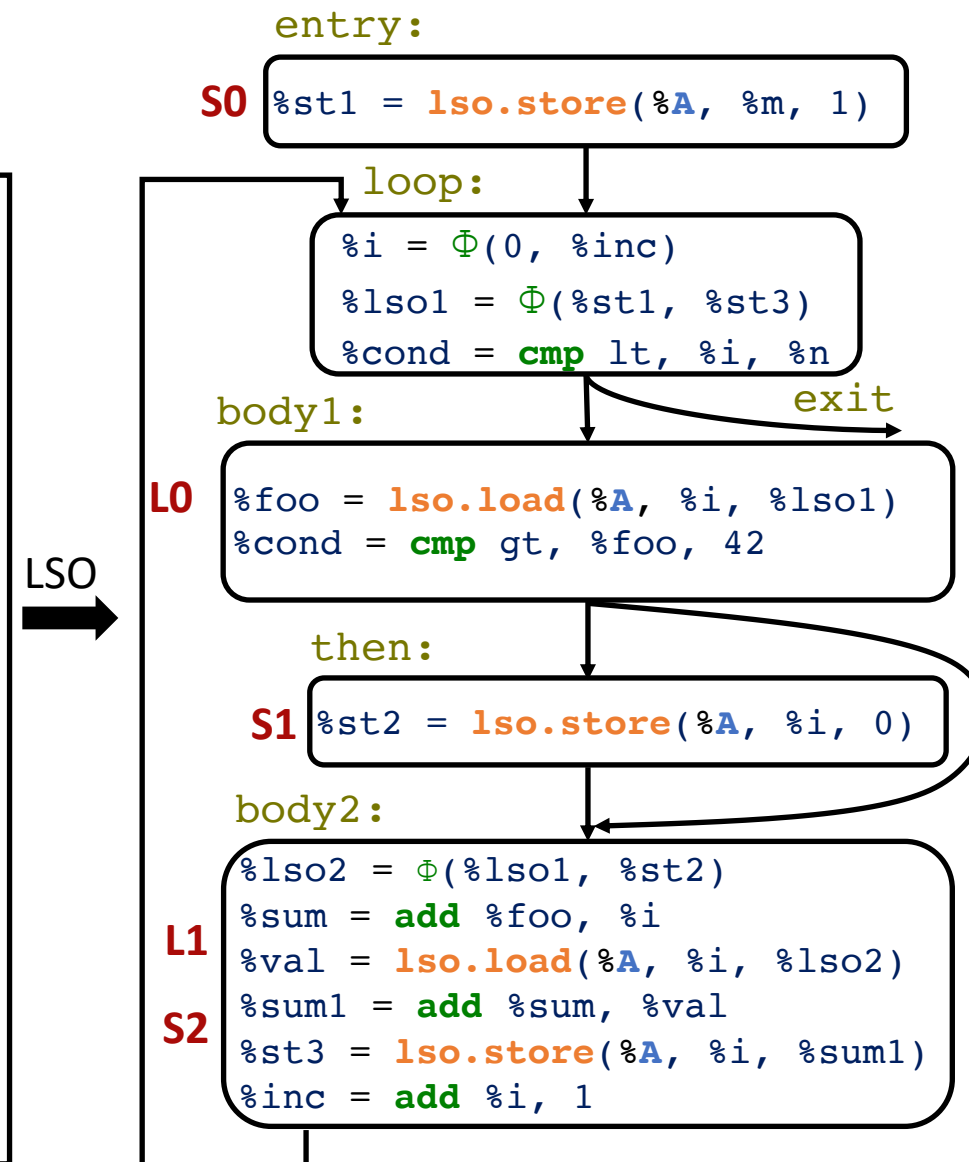 entry:
S0 %st1 = lso.store(%A, %m, 1)
loop:
%i = Φ(0, %inc)
%lso1 = Φ(%st1, %st3)
%cond = cmp lt, %i, %n
exit
body1:
L0 %foo = lso.load(%A, %i, %lso1)
%cond = cmp gt, %foo, 42
LSO
then:
S1 %st2 = lso.store(%A, %i, 0)
body2:
%lso2 = Φ(%lso1, %st2)
%sum = add %foo, %i
L1 %val = lso.load(%A, %i, %lso2)
%sum1 = add %sum, %val
S2 %st3 = lso.store(%A, %i, %sum1)
%inc = add %i, 1